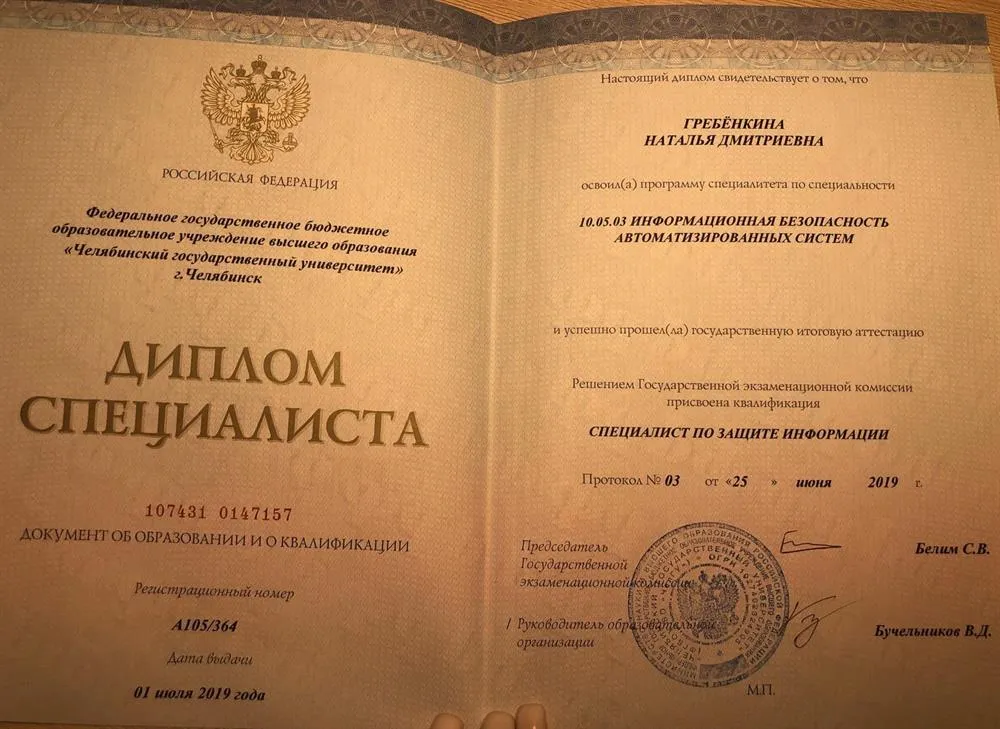 РОССИЙСКАЯ ФЕДЕРАЦИЯ
Федеральное государственное бюджетное
образовательное учреждение высшего образования
«Челябинский государственный университет»
г.Челябинск
ДИПЛОМ
СПЕЦИАЛИСТА
107431 0147157
ДОКУМЕНТ ОБ ОБРАЗОВАНИИ И О КВАЛИФИКАЦИИ
Регистрационный номер
А105/364
Дата выдачи
01 июля 2019 года
Настоящий диплом свидетельствует о том, что
ГРЕБЁНКИНА
НАТАЛЬЯ ДМИТРИЕВНА
освоил(а) программу специалитета по специальности
10.05.03 ИНФОРМАЦИОННАЯ БЕЗОПАСНОСТЬ
АВТОМАТИЗИРОВАННЫХ СИСТЕМ
и успешно прошел(ла) государственную итоговую аттестацию
Решением Государственной экзаменационной комиссии
присвоена квалификация
СПЕЦИАЛИСТ ПО ЗАЩИТЕ ИНФОРМАЦИИ
Протокол № 03 от «25 » июня 2019 г.
Председатель
Государственной
экзаменационной комиссии
Белим С.В.
/ Руководитель образовательной
организации
Бучельников В.Д.
М.П.